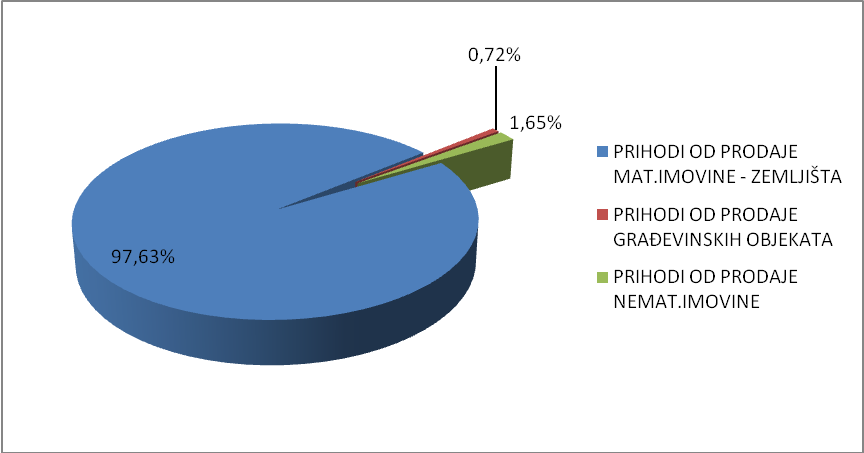 0,72%
1,65%
97,63%
PRIHODI OD PRODAJE
MAT.IMOVINE - ZEMLJIŠTA
PRIHODI OD PRODAJE
GRAĐEVINSKIH OBJEKATA
PRIHODI OD PRODAJE
NEMAT.IMOVINE